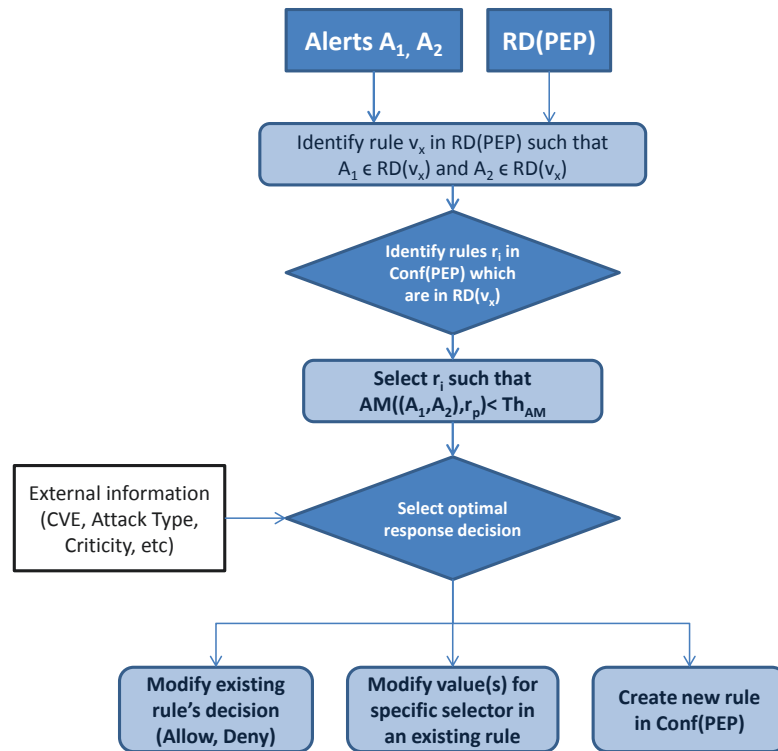 Alerts A₁, A₂
RD(PEP)
Identify rule vₓ in RD(PEP) such that
A₁ ϵ RD(vₓ) and A₂ ϵ RD(vₓ)
Identify rules rᵢ in
Conf(PEP) which
are in RD(vₓ)
Select rᵢ such that
AM((A₁,A₂),rₚ)< Th_AM
External information
(CVE, Attack Type,
Criticity, etc)
Select optimal
response decision
Modify existing
rule's decision
(Allow, Deny)
Modify value(s) for
specific selector in
an existing rule
Create new rule
in Conf(PEP)